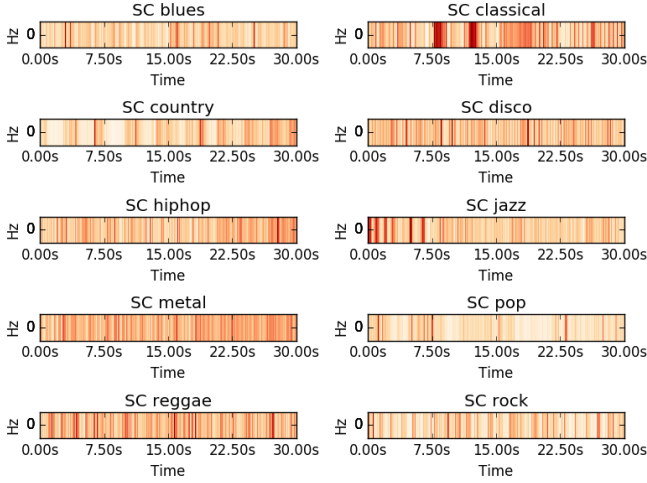 SC blues
Hz 0
0.00s 7.50s 15.00s 22.50s 30.00s
Time
SC classical
Hz 0
0.00s 7.50s 15.00s 22.50s 30.00s
Time
SC country
Hz 0
0.00s 7.50s 15.00s 22.50s 30.00s
Time
SC disco
Hz 0
0.00s 7.50s 15.00s 22.50s 30.00s
Time
SC hiphop
Hz 0
0.00s 7.50s 15.00s 22.50s 30.00s
Time
SC jazz
Hz 0
0.00s 7.50s 15.00s 22.50s 30.00s
Time
SC metal
Hz 0
0.00s 7.50s 15.00s 22.50s 30.00s
Time
SC pop
Hz 0
0.00s 7.50s 15.00s 22.50s 30.00s
Time
SC reggae
Hz 0
0.00s 7.50s 15.00s 22.50s 30.00s
Time
SC rock
Hz 0
0.00s 7.50s 15.00s 22.50s 30.00s
Time